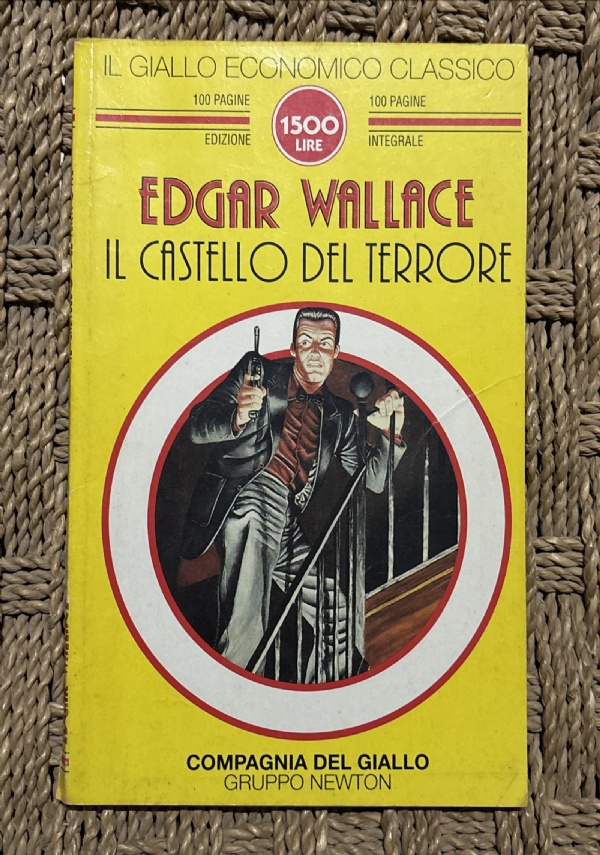 IL GIALLO ECONOMICO CLASSICO
100 PAGINE
EDIZIONE
1500
LIRE
100 PAGINE
INTEGRALE
EDGAR WALLACE
IL CASTELLO DEL TERRORE
COMPAGNIA DEL GIALLO
GRUPPO NEWTON